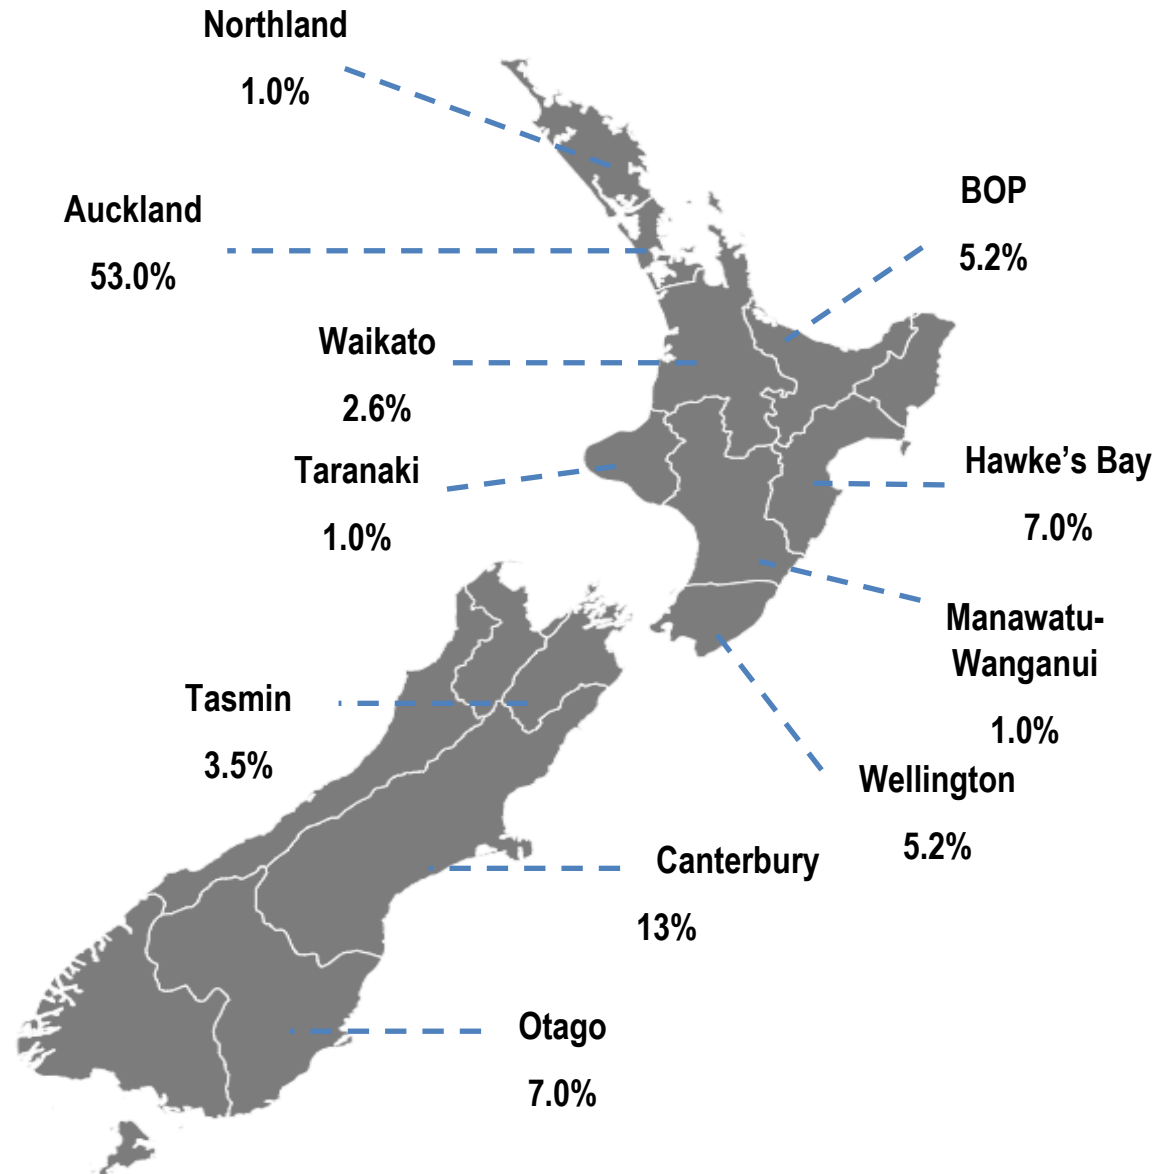 Northland
1.0%
BOP
5.2%
Auckland
53.0%
Waikato
2.6%
Taranaki
1.0%
Hawke’s Bay
7.0%
Manawatu-
Wanganui
1.0%
Tasmin
3.5%
Wellington
5.2%
Canterbury
13%
Otago
7.0%